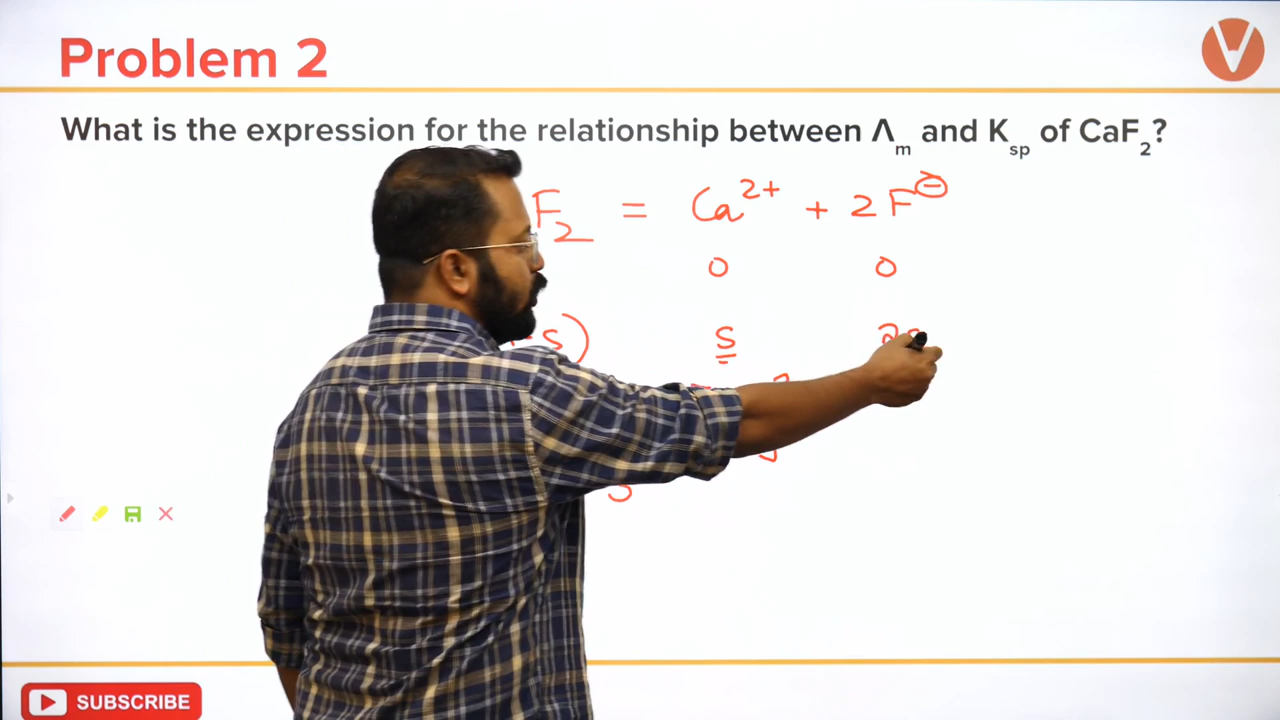 Problem 2
What is the expression for the relationship between Λm and Ksp of CaF2?
F2 = Ca2+ + 2F⊖
0 0
s) s 2s
SUBSCRIBE